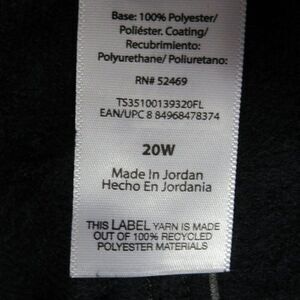 Base: 100% Polyester/
Poliéster. Coating/
Recubrimiento:
Polyurethane/ Poliuretano:
RN# 52469
TS35100139320FL
EAN/UPC 8 84968478374
20W
Made In Jordan
Hecho En Jordania
THIS LABEL YARN IS MADE
OUT OF 100% RECYCLED
POLYESTER MATERIALS